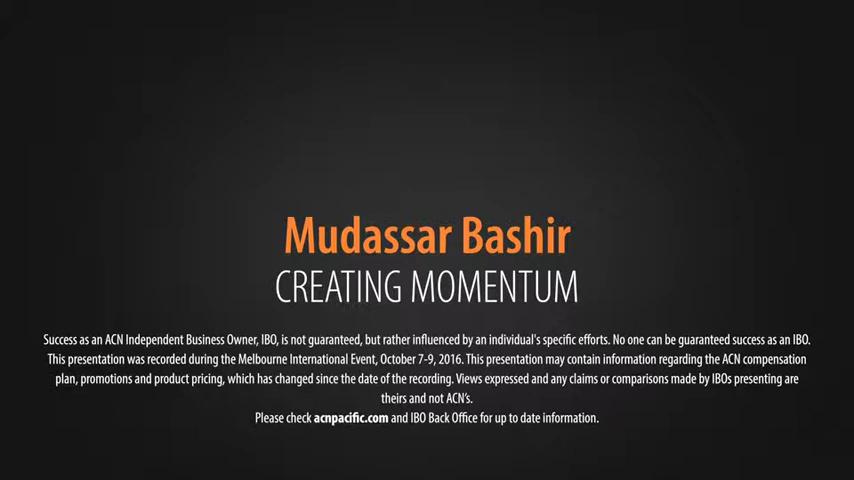 Mudassar Bashir
CREATING MOMENTUM
Success as an ACN Independent Business Owner, IBO, is not guaranteed, but rather influenced by an individual's specific efforts. No one can be guaranteed success as an IBO.
This presentation was recorded during the Melbourne International Event, October 7-9, 2016. This presentation may contain information regarding the ACN compensation
plan, promotions and product pricing, which has changed since the date of the recording. Views expressed and any claims or comparisons made by IBOs presenting are
theirs and not ACN's.
Please check acnpacific.com and IBO Back Office for up to date information.